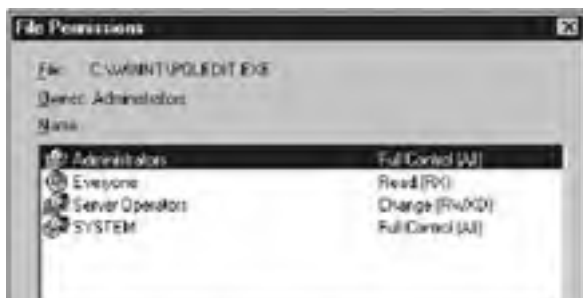 File Permissions
File: C:\WINNT\POLEDIT.EXE
Owner: Administrators
Name:
Administrators Full Control (All)
Everyone Read (RX)
Server Operators Change (RWXD)
SYSTEM Full Control (All)